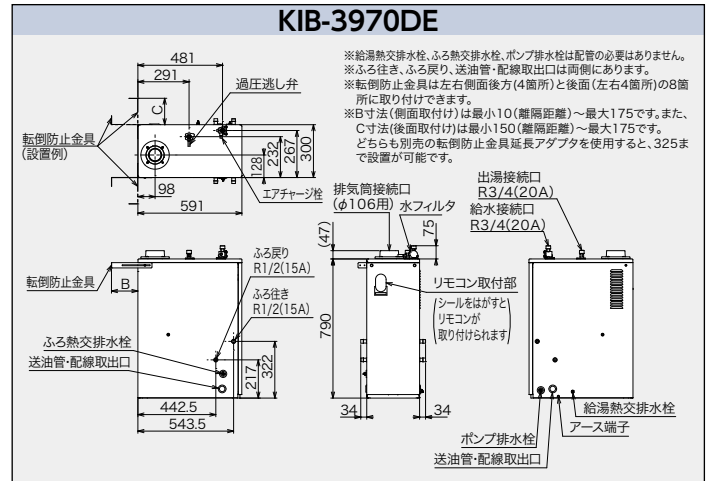 KIB-3970DE
※給湯熱交排水栓、ふろ熱交排水栓、ポンプ排水栓は配管の必要はありません。
※ふろ往き、ふろ戻り、送油管・配線取出口は両側にあります。
※転倒防止金具は左右側面後方(4箇所)と後面(左右4箇所)の8箇
所に取り付けできます。
※B寸法(側面取付け)は最小10(離隔距離)〜最大175です。また、
C寸法(後面取付け)は最小150(離隔距離)〜最大175です。
どちらも別売の転倒防止金具延長アダプタを使用すると、325ま
で設置が可能です。
481
291
過圧逃し弁
C
転倒防止金具
(設置例)
98
591
128
232
267
300
エアチャージ栓
排気筒接続口
(φ106用)
水フィルタ
75
(47)
出湯接続口
R3/4(20A)
給水接続口
R3/4(20A)
転倒防止金具
B
ふろ戻り
R1/2(15A)
ふろ往き
R1/2(15A)
ふろ熱交排水栓
送油管・配線取出口
217
322
442.5
543.5
790
リモコン取付部
(シールをはがすと
リモコンが
取り付けられます)
34
34
給湯熱交排水栓
アース端子
ポンプ排水栓
送油管・配線取出口